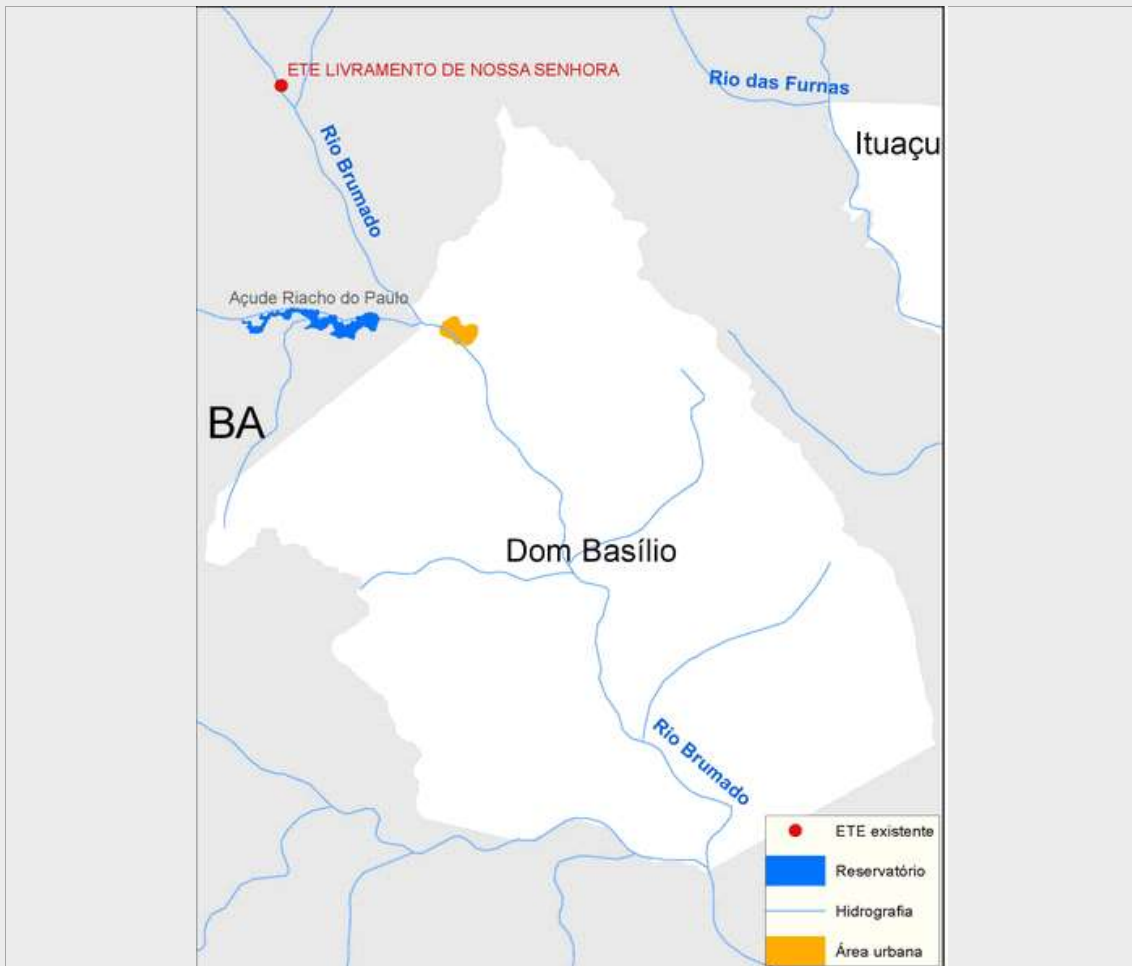 ETE LIVRAMENTO DE NOSSA SENHORA
Rio das Furnas
Ituaçu
Rio Brumado
Açude Riacho do Paulo
BA
Dom Basílio
Rio Brumado
ETE existente
Reservatório
Hidrografia
Área urbana